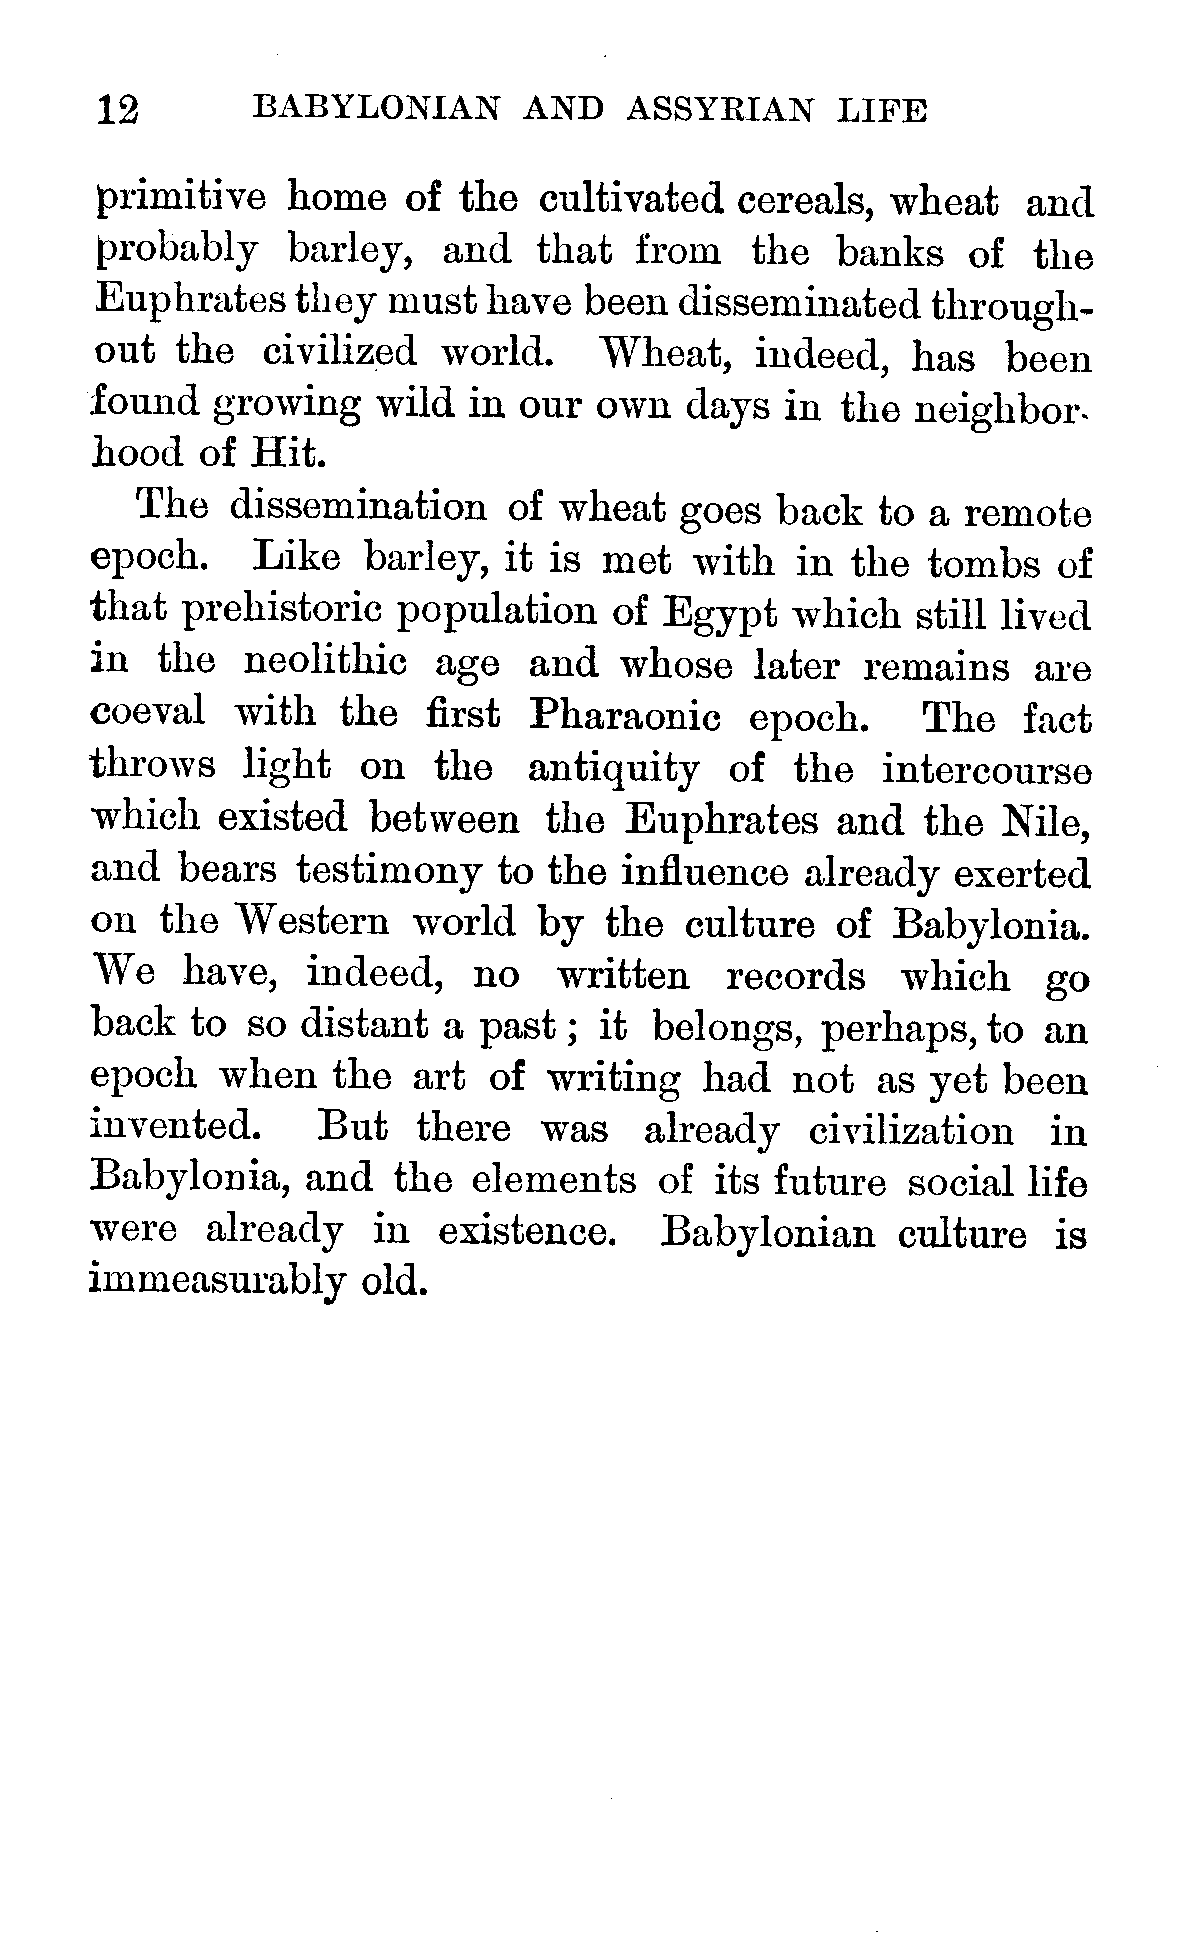 12 BABYLONIAN AND ASSYRIAN LIFE
primitive home of the cultivated cereals, wheat and
probably barley, and that from the banks of the
Euphrates they must have been disseminated through-
out the civilized world. Wheat, indeed, has been
found growing wild in our own days in the neighbor-
hood of Hit.
The dissemination of wheat goes back to a remote
epoch. Like barley, it is met with in the tombs of
that prehistoric population of Egypt which still lived
in the neolithic age and whose later remains are
coeval with the first Pharaonic epoch. The fact
throws light on the antiquity of the intercourse
which existed between the Euphrates and the Nile,
and bears testimony to the influence already exerted
on the Western world by the culture of Babylonia.
We have, indeed, no written records which go
back to so distant a past; it belongs, perhaps, to an
epoch when the art of writing had not as yet been
invented. But there was already civilization in
Babylonia, and the elements of its future social life
were already in existence. Babylonian culture is
immeasurably old.